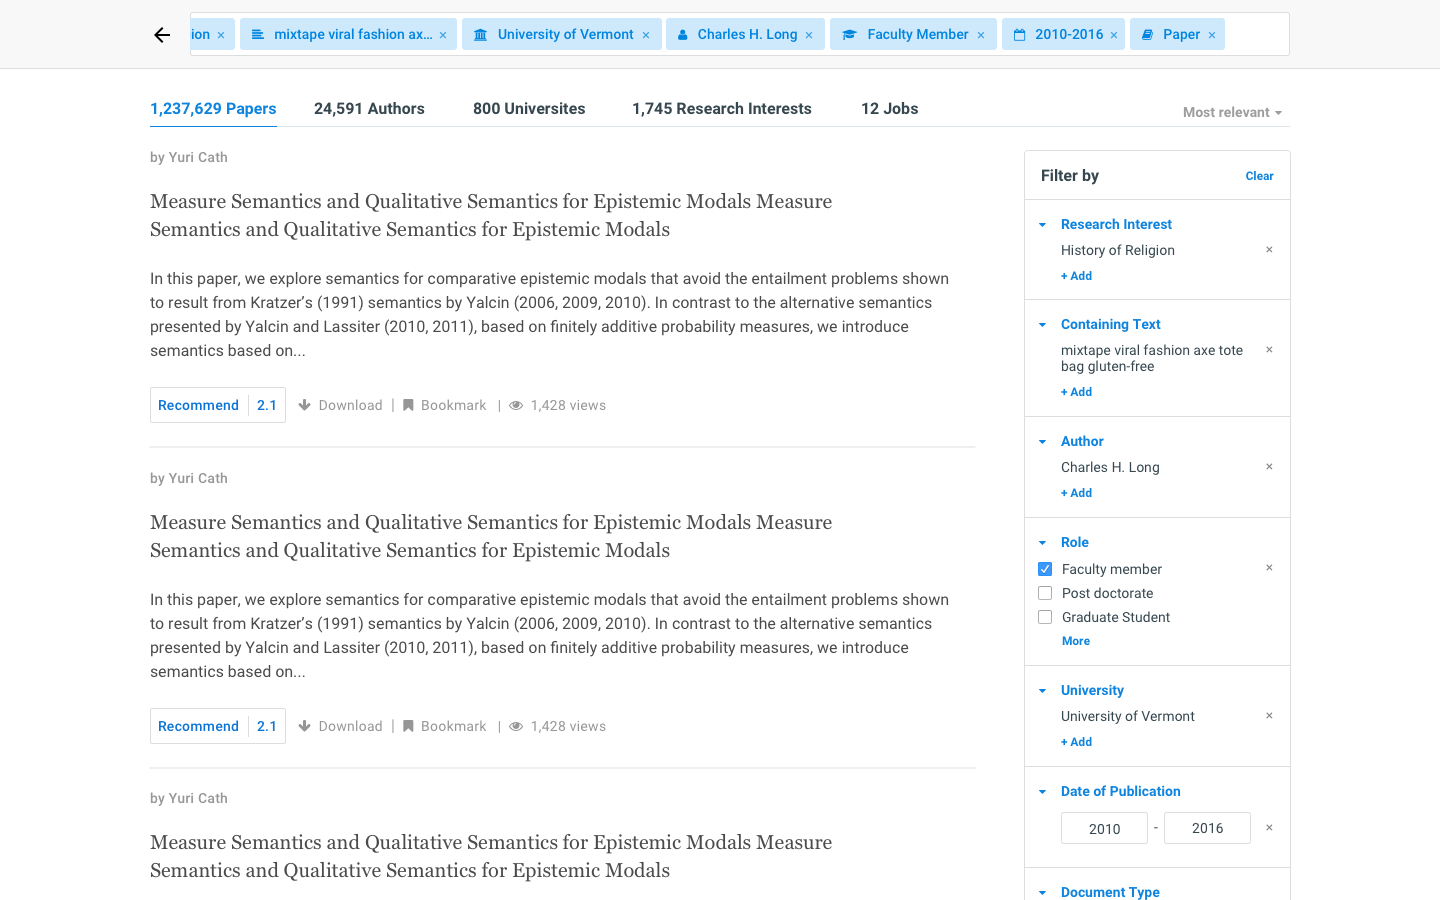 ion ×
mixtape viral fashion ax... ×
University of Vermont ×
Charles H. Long ×
Faculty Member ×
2010-2016 ×
Paper ×
1,237,629 Papers
24,591 Authors
800 Universites
1,745 Research Interests
12 Jobs
Most relevant
by Yuri Cath
Measure Semantics and Qualitative Semantics for Epistemic Modals Measure
Semantics and Qualitative Semantics for Epistemic Modals
In this paper, we explore semantics for comparative epistemic modals that avoid the entailment problems shown
to result from Kratzer’s (1991) semantics by Yalcin (2006, 2009, 2010). In contrast to the alternative semantics
presented by Yalcin and Lassiter (2010, 2011), based on finitely additive probability measures, we introduce
semantics based on...
Recommend 2.1 Download | Bookmark | 1,428 views
by Yuri Cath
Measure Semantics and Qualitative Semantics for Epistemic Modals Measure
Semantics and Qualitative Semantics for Epistemic Modals
In this paper, we explore semantics for comparative epistemic modals that avoid the entailment problems shown
to result from Kratzer’s (1991) semantics by Yalcin (2006, 2009, 2010). In contrast to the alternative semantics
presented by Yalcin and Lassiter (2010, 2011), based on finitely additive probability measures, we introduce
semantics based on...
Recommend 2.1 Download | Bookmark | 1,428 views
by Yuri Cath
Measure Semantics and Qualitative Semantics for Epistemic Modals Measure
Semantics and Qualitative Semantics for Epistemic Modals
Filter by
Clear
Research Interest
History of Religion ×
+ Add
Containing Text
mixtape viral fashion axe tote ×
bag gluten-free
+ Add
Author
Charles H. Long ×
+ Add
Role
Faculty member ×
Post doctorate
Graduate Student
More
University
University of Vermont ×
+ Add
Date of Publication
2010 - 2016 ×
Document Type